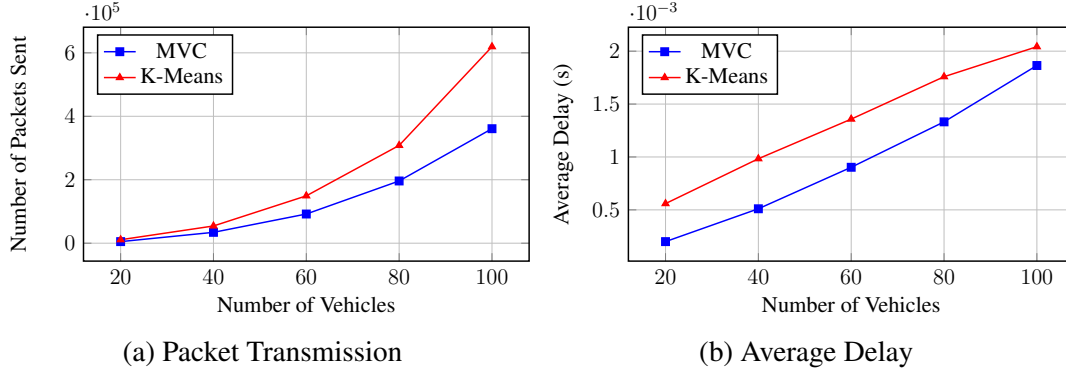 ·10⁵
Number of Packets Sent
6
4
2
0
MVC
K-Means
20 40 60 80 100
Number of Vehicles
(a) Packet Transmission
·10⁻³
Average Delay (s)
2
1.5
1
0.5
MVC
K-Means
20 40 60 80 100
Number of Vehicles
(b) Average Delay